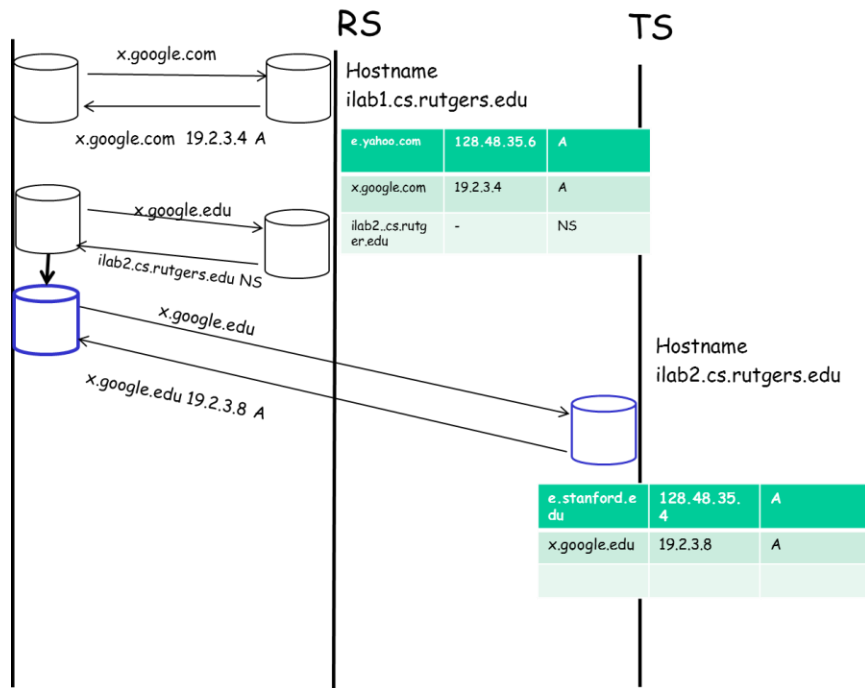 RS
TS
x.google.com
Hostname
ilab1.cs.rutgers.edu
x.google.com 19.2.3.4 A
e.yahoo.com 128.48.35.6 A
x.google.com 19.2.3.4 A
ilab2..cs.rutg
er.edu
- NS
x.google.edu
ilab2.cs.rutgers.edu NS
x.google.edu
Hostname
ilab2.cs.rutgers.edu
x.google.edu 19.2.3.8 A
e.stanford.e
du
128.48.35.
4
A
x.google.edu 19.2.3.8 A